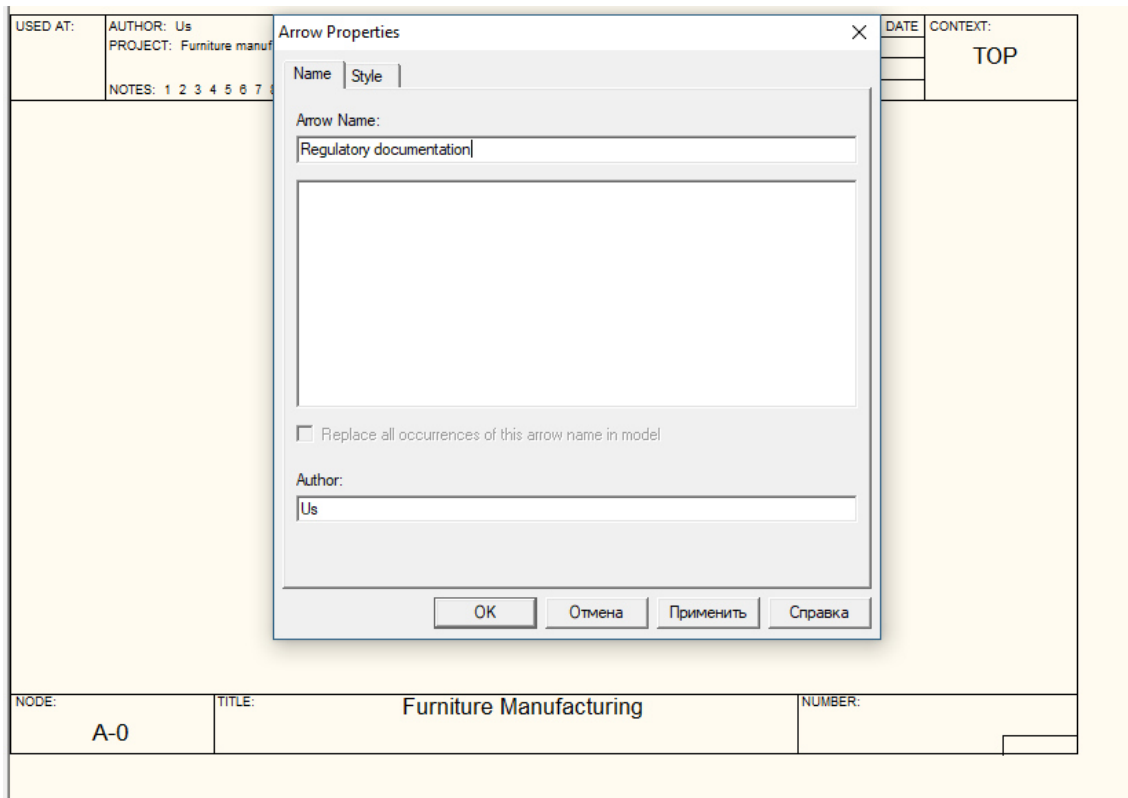 USED AT:
AUTHOR: Us
PROJECT: Furniture manuf
NOTES: 1 2 3 4 5 6 7
Arrow Properties
DATE
CONTEXT:
TOP
Name
Style
Arrow Name:
Regulatory documentation
Replace all occurrences of this arrow name in model
Author:
Us
OK
Отмена
Применить
Справка
NODE:
A-0
TITLE:
Furniture Manufacturing
NUMBER: